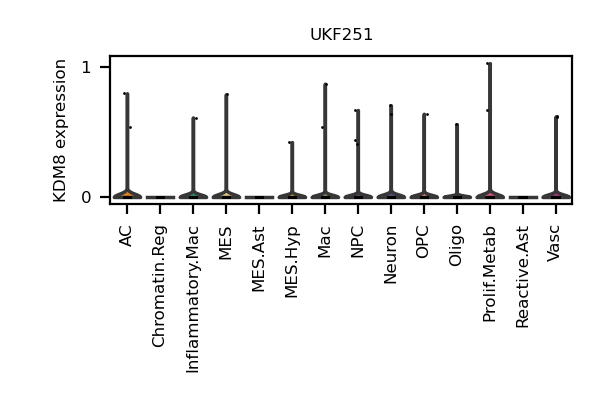 UKF251
KDM8 expression
1
0
AC
Chromatin.Reg
Inflammatory.Mac
MES
MES.Ast
MES.Hyp
Mac
NPC
Neuron
OPC
Oligo
Prolif.Metab
Reactive.Ast
Vasc